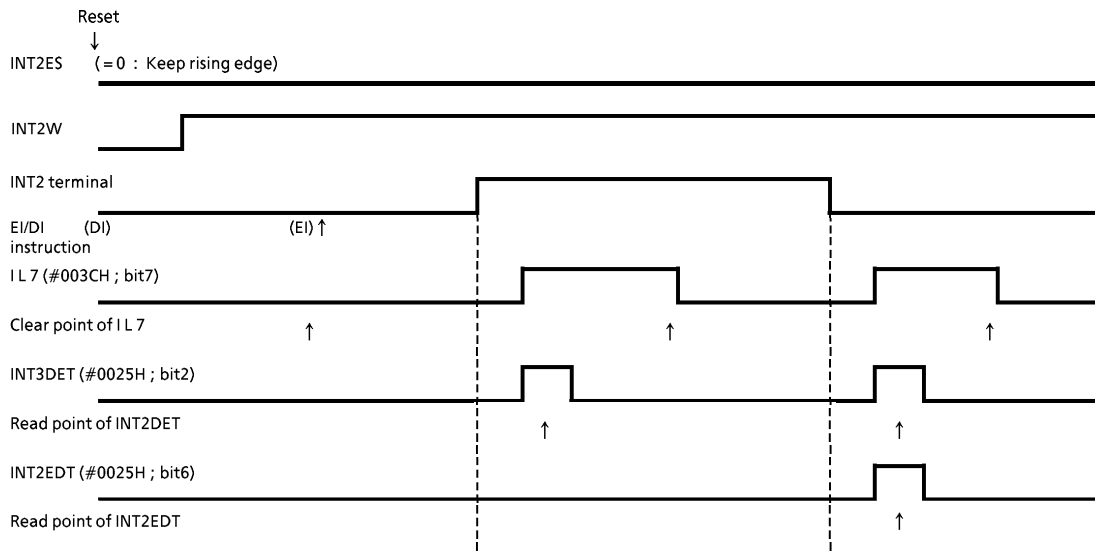 Reset
↓
INT2ES (=0 : Keep rising edge)
INT2W
INT2 terminal
EI/DI (DI) (EI)↑
instruction
I L 7 (#003CH ; bit7)
Clear point of I L 7 ↑ ↑ ↑
INT3DET (#0025H ; bit2)
Read point of INT2DET ↑ ↑
INT2EDT (#0025H ; bit6)
Read point of INT2EDT ↑